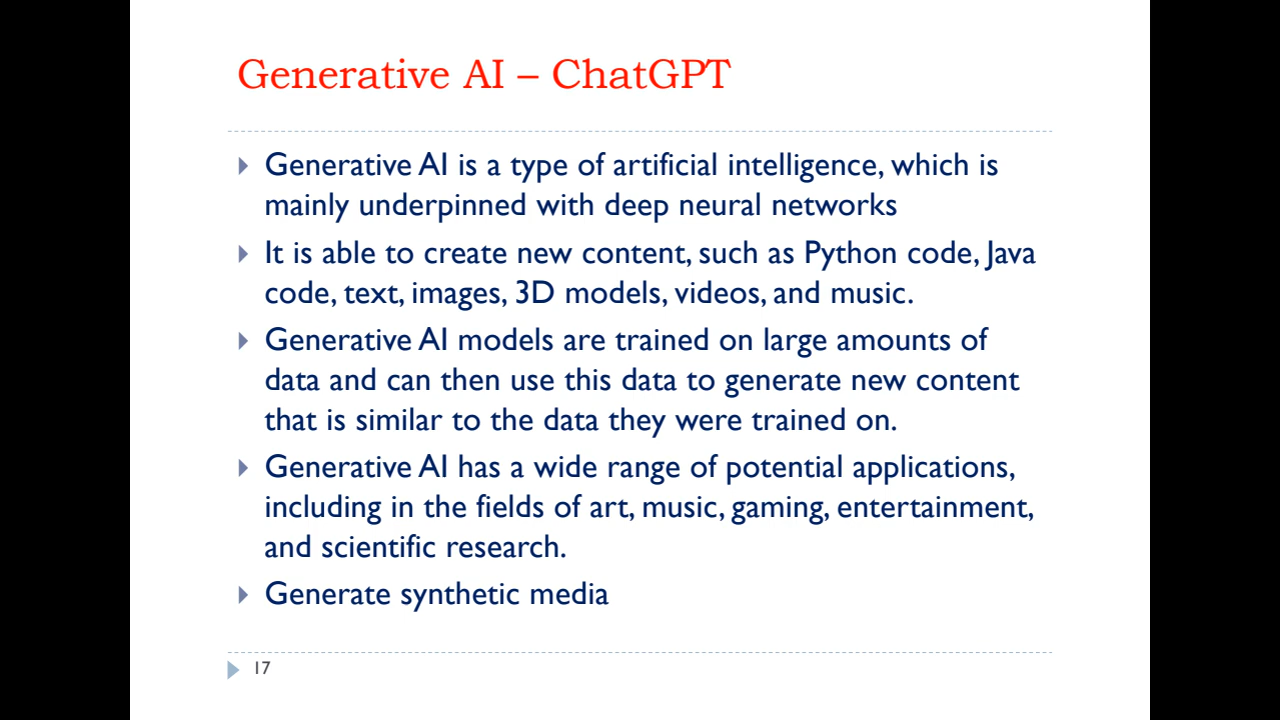 Generative AI – ChatGPT
Generative AI is a type of artificial intelligence, which is
mainly underpinned with deep neural networks
It is able to create new content, such as Python code, Java
code, text, images, 3D models, videos, and music.
Generative AI models are trained on large amounts of
data and can then use this data to generate new content
that is similar to the data they were trained on.
Generative AI has a wide range of potential applications,
including in the fields of art, music, gaming, entertainment,
and scientific research.
Generate synthetic media
17